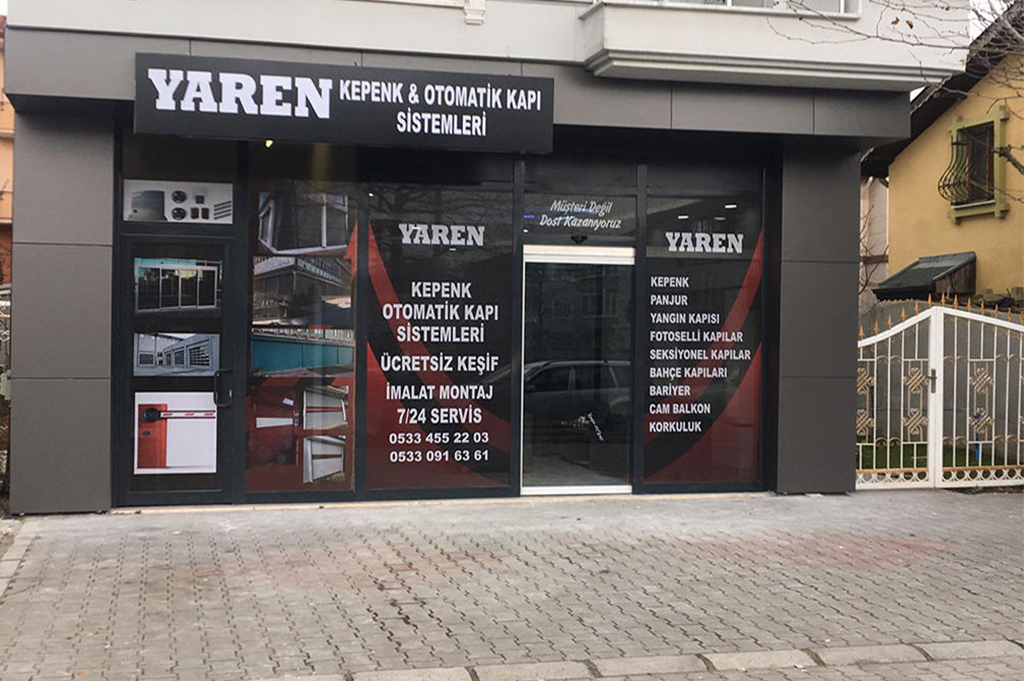 YAREN KEPENK & OTOMATİK KAPI
SİSTEMLERİ
YAREN
KEPENK
OTOMATİK KAPI
SİSTEMLERİ
ÜCRETSİZ KEŞİF
İMALAT MONTAJ
7/24 SERVİS
0533 455 22 03
0533 091 63 61
Müşteri Değil
Dost Kazanıyoruz
YAREN
KEPENK
PANJUR
YANGIN KAPISI
FOTOSELLİ KAPILAR
SEKSİYONEL KAPILAR
BAHÇE KAPILARI
BARİYER
CAM BALKON
KORKULUK